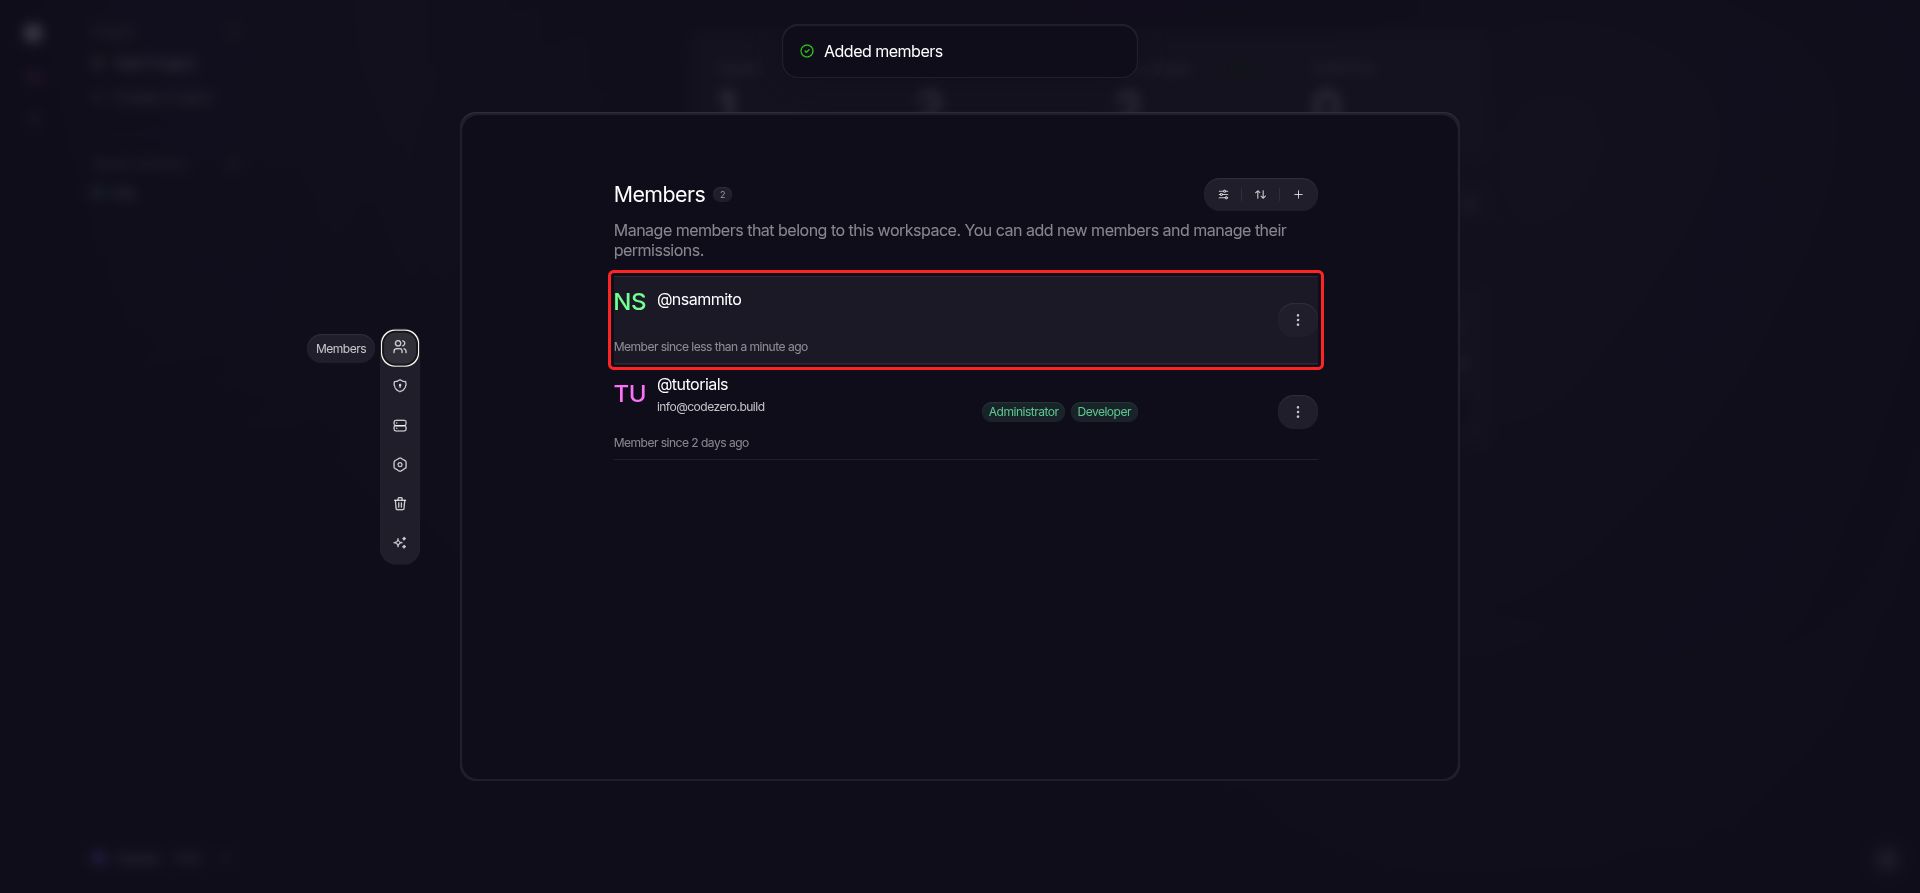 Added members
Members 2
Manage members that belong to this workspace. You can add new members and manage their
permissions.
NS @nsammito
Member since less than a minute ago
Members
TU @tutorials
info@codezero.build
Administrator Developer
Member since 2 days ago